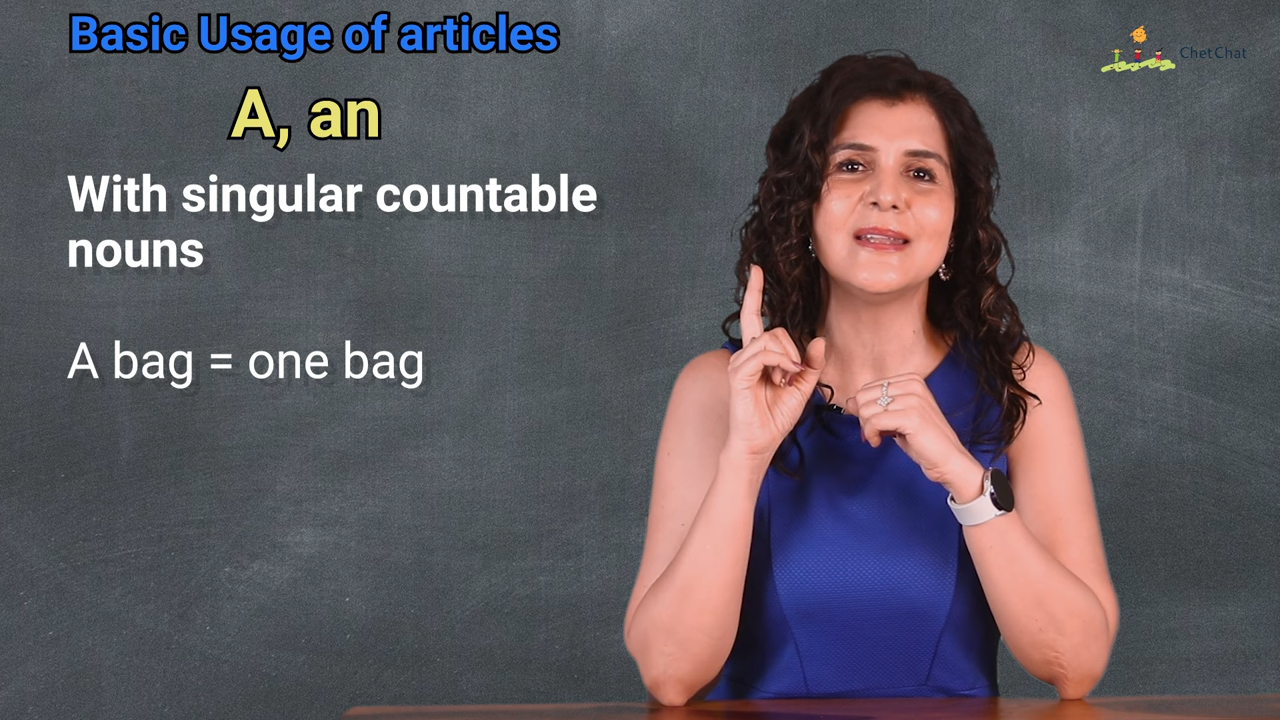 Basic Usage of articles
A, an
With singular countable
nouns
A bag = one bag
ChetChat